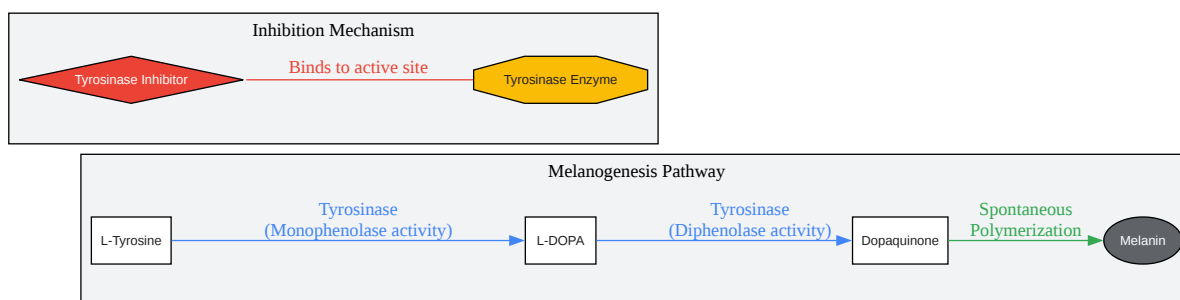 Inhibition Mechanism
Tyrosinase Inhibitor
Binds to active site
Tyrosinase Enzyme
Melanogenesis Pathway
L-Tyrosine
Tyrosinase
(Monophenolase activity)
L-DOPA
Tyrosinase
(Diphenolase activity)
Dopaquinone
Spontaneous
Polymerization
Melanin